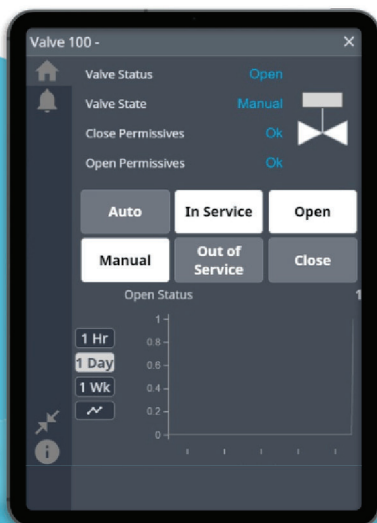 Valve 100 -
Valve Status Open
Valve State Manual
Close Permissives Ok
Open Permissives Ok
Auto In Service Open
Manual Out of Service Close
Open Status 1
1 Hr
1 Day
1 Wk
1
0.8
0.6
0.4
0.2
0